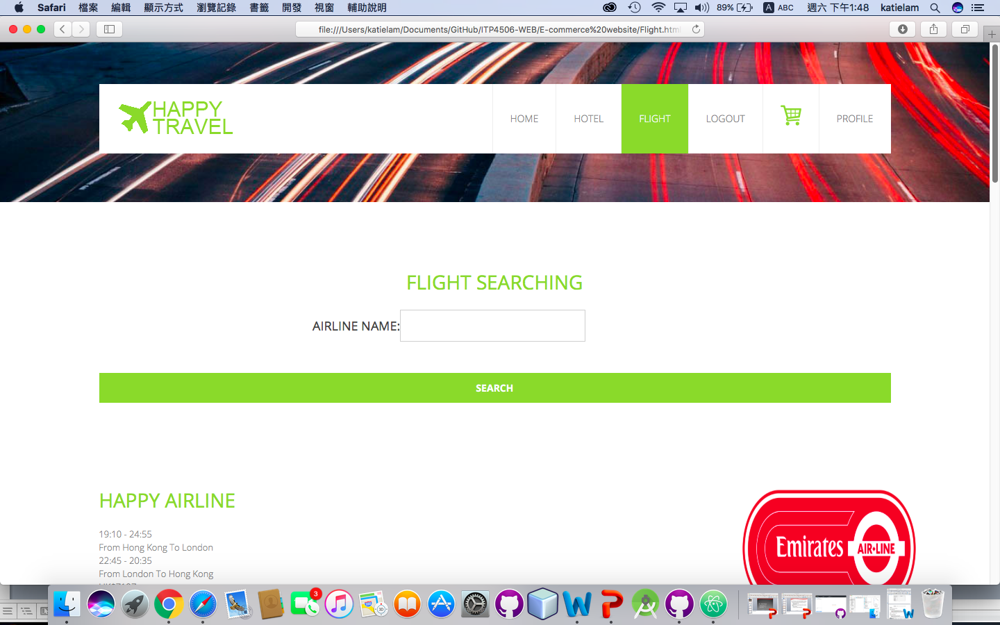 Safari 檔案 編輯 顯示方式 瀏覽記錄 書籤 開發 視窗 輔助說明 89% A ABC 週六 下午1:48 katielam
file:///Users/katielam/Documents/GitHub/ITP4506-WEB/E-commerce%20website/Flight.html
HAPPY
TRAVEL
HOME HOTEL FLIGHT LOGOUT PROFILE
FLIGHT SEARCHING
AIRLINE NAME:
SEARCH
HAPPY AIRLINE
19:10 - 24:55
From Hong Kong To London
22:45 - 20:35
From London To Hong Kong
Emirates AIR•LINE
3